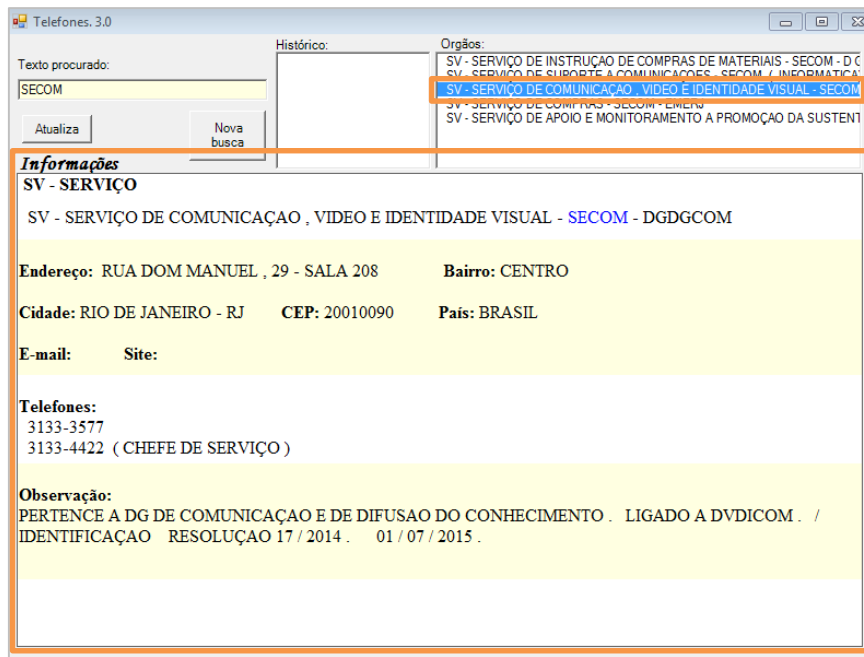 Telefones. 3.0
Histórico:
Orgãos:
Texto procurado:
SECOM
Atualiza
Nova
busca
SV - SERVIÇO DE INSTRUÇAO DE COMPRAS DE MATERIAIS - SECOM - D G
SV - SERVIÇO DE SUPORTE A COMUNICAÇOES - SECOM ( INFORMATICA
SV - SERVIÇO DE COMUNICAÇAO , VIDEO E IDENTIDADE VISUAL - SECOM
SV - SERVIÇO DE COMPRAS - SECOM - EMERJ
SV - SERVIÇO DE APOIO E MONITORAMENTO A PROMOÇAO DA SUSTENT
Informações
SV - SERVIÇO
SV - SERVIÇO DE COMUNICAÇAO , VIDEO E IDENTIDADE VISUAL - SECOM - DGDGCOM
Endereço: RUA DOM MANUEL , 29 - SALA 208 Bairro: CENTRO
Cidade: RIO DE JANEIRO - RJ CEP: 20010090 País: BRASIL
E-mail: Site:
Telefones:
3133-3577
3133-4422 ( CHEFE DE SERVIÇO )
Observação:
PERTENCE A DG DE COMUNICAÇAO E DE DIFUSAO DO CONHECIMENTO . LIGADO A DVDICOM . /
IDENTIFICAÇAO RESOLUÇAO 17 / 2014 . 01 / 07 / 2015 .